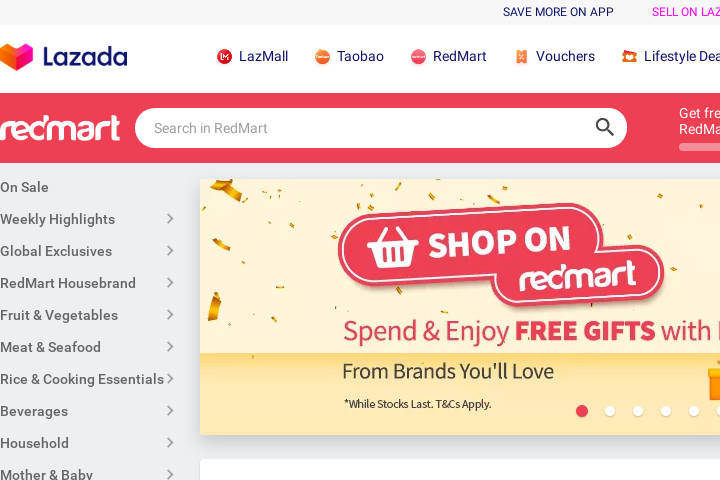 SAVE MORE ON APP
SELL ON LAZ
Lazada
LazMall
Taobao
RedMart
Vouchers
Lifestyle Dea
redmart
Search in RedMart
Get fre
RedMa
On Sale
Weekly Highlights
Global Exclusives
RedMart Housebrand
Fruit & Vegetables
Meat & Seafood
Rice & Cooking Essentials
Beverages
Household
Mother & Baby
SHOP ON
redmart
Spend & Enjoy FREE GIFTS with
From Brands You'll Love
*While Stocks Last. T&Cs Apply.